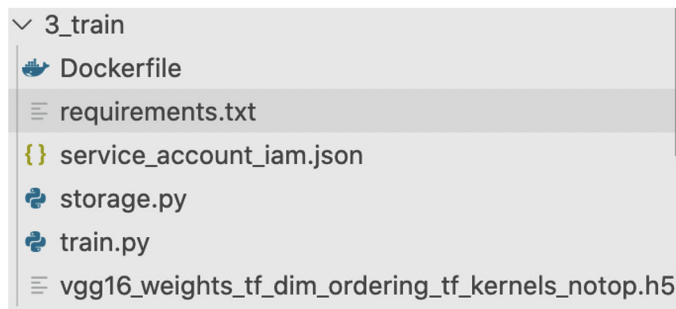 3_train
Dockerfile
requirements.txt
service_account_iam.json
storage.py
train.py
vgg16_weights_tf_dim_ordering_tf_kernels_notop.h5